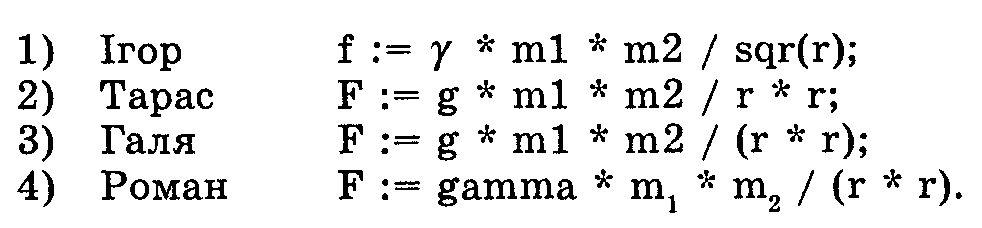 1) Ігор f := γ * m1 * m2 / sqr(r);
2) Тарас F := g * m1 * m2 / r * r;
3) Галя F := g * m1 * m2 / (r * r);
4) Роман F := gamma * m₁ * m₂ / (r * r).